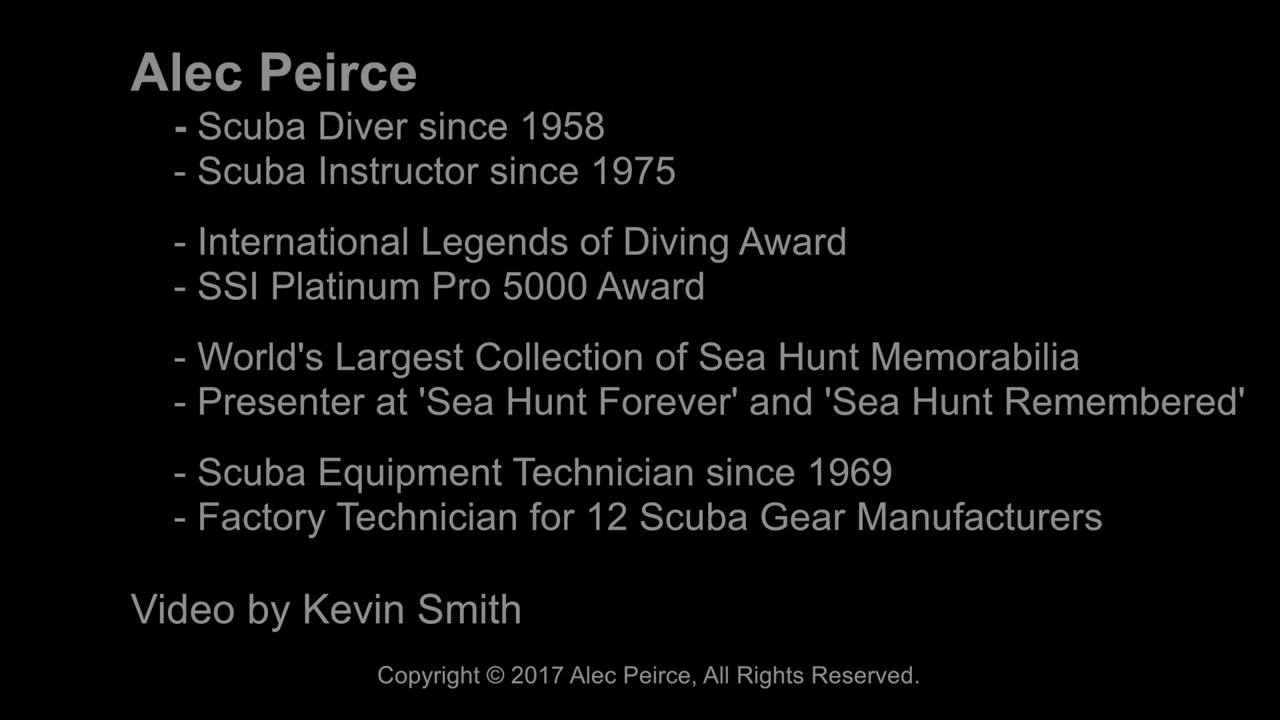 Alec Peirce
- Scuba Diver since 1958
- Scuba Instructor since 1975
- International Legends of Diving Award
- SSI Platinum Pro 5000 Award
- World's Largest Collection of Sea Hunt Memorabilia
- Presenter at 'Sea Hunt Forever' and 'Sea Hunt Remembered'
- Scuba Equipment Technician since 1969
- Factory Technician for 12 Scuba Gear Manufacturers
Video by Kevin Smith
Copyright © 2017 Alec Peirce, All Rights Reserved.